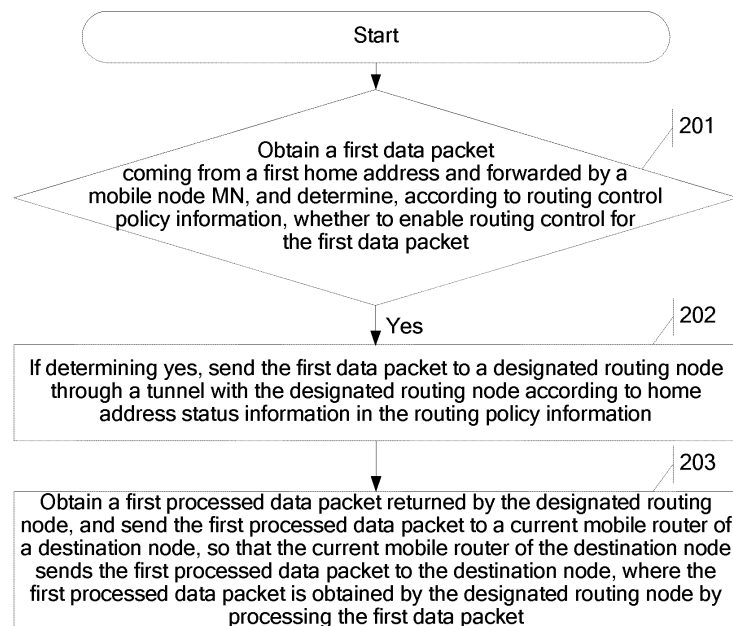 Start
201
Obtain a first data packet
coming from a first home address and forwarded by a
mobile node MN, and determine, according to routing control
policy information, whether to enable routing control for
the first data packet
Yes
202
If determining yes, send the first data packet to a designated routing node
through a tunnel with the designated routing node according to home
address status information in the routing policy information
203
Obtain a first processed data packet returned by the designated routing
node, and send the first processed data packet to a current mobile router of
a destination node, so that the current mobile router of the destination node
sends the first processed data packet to the destination node, where the
first processed data packet is obtained by the designated routing node by
processing the first data packet